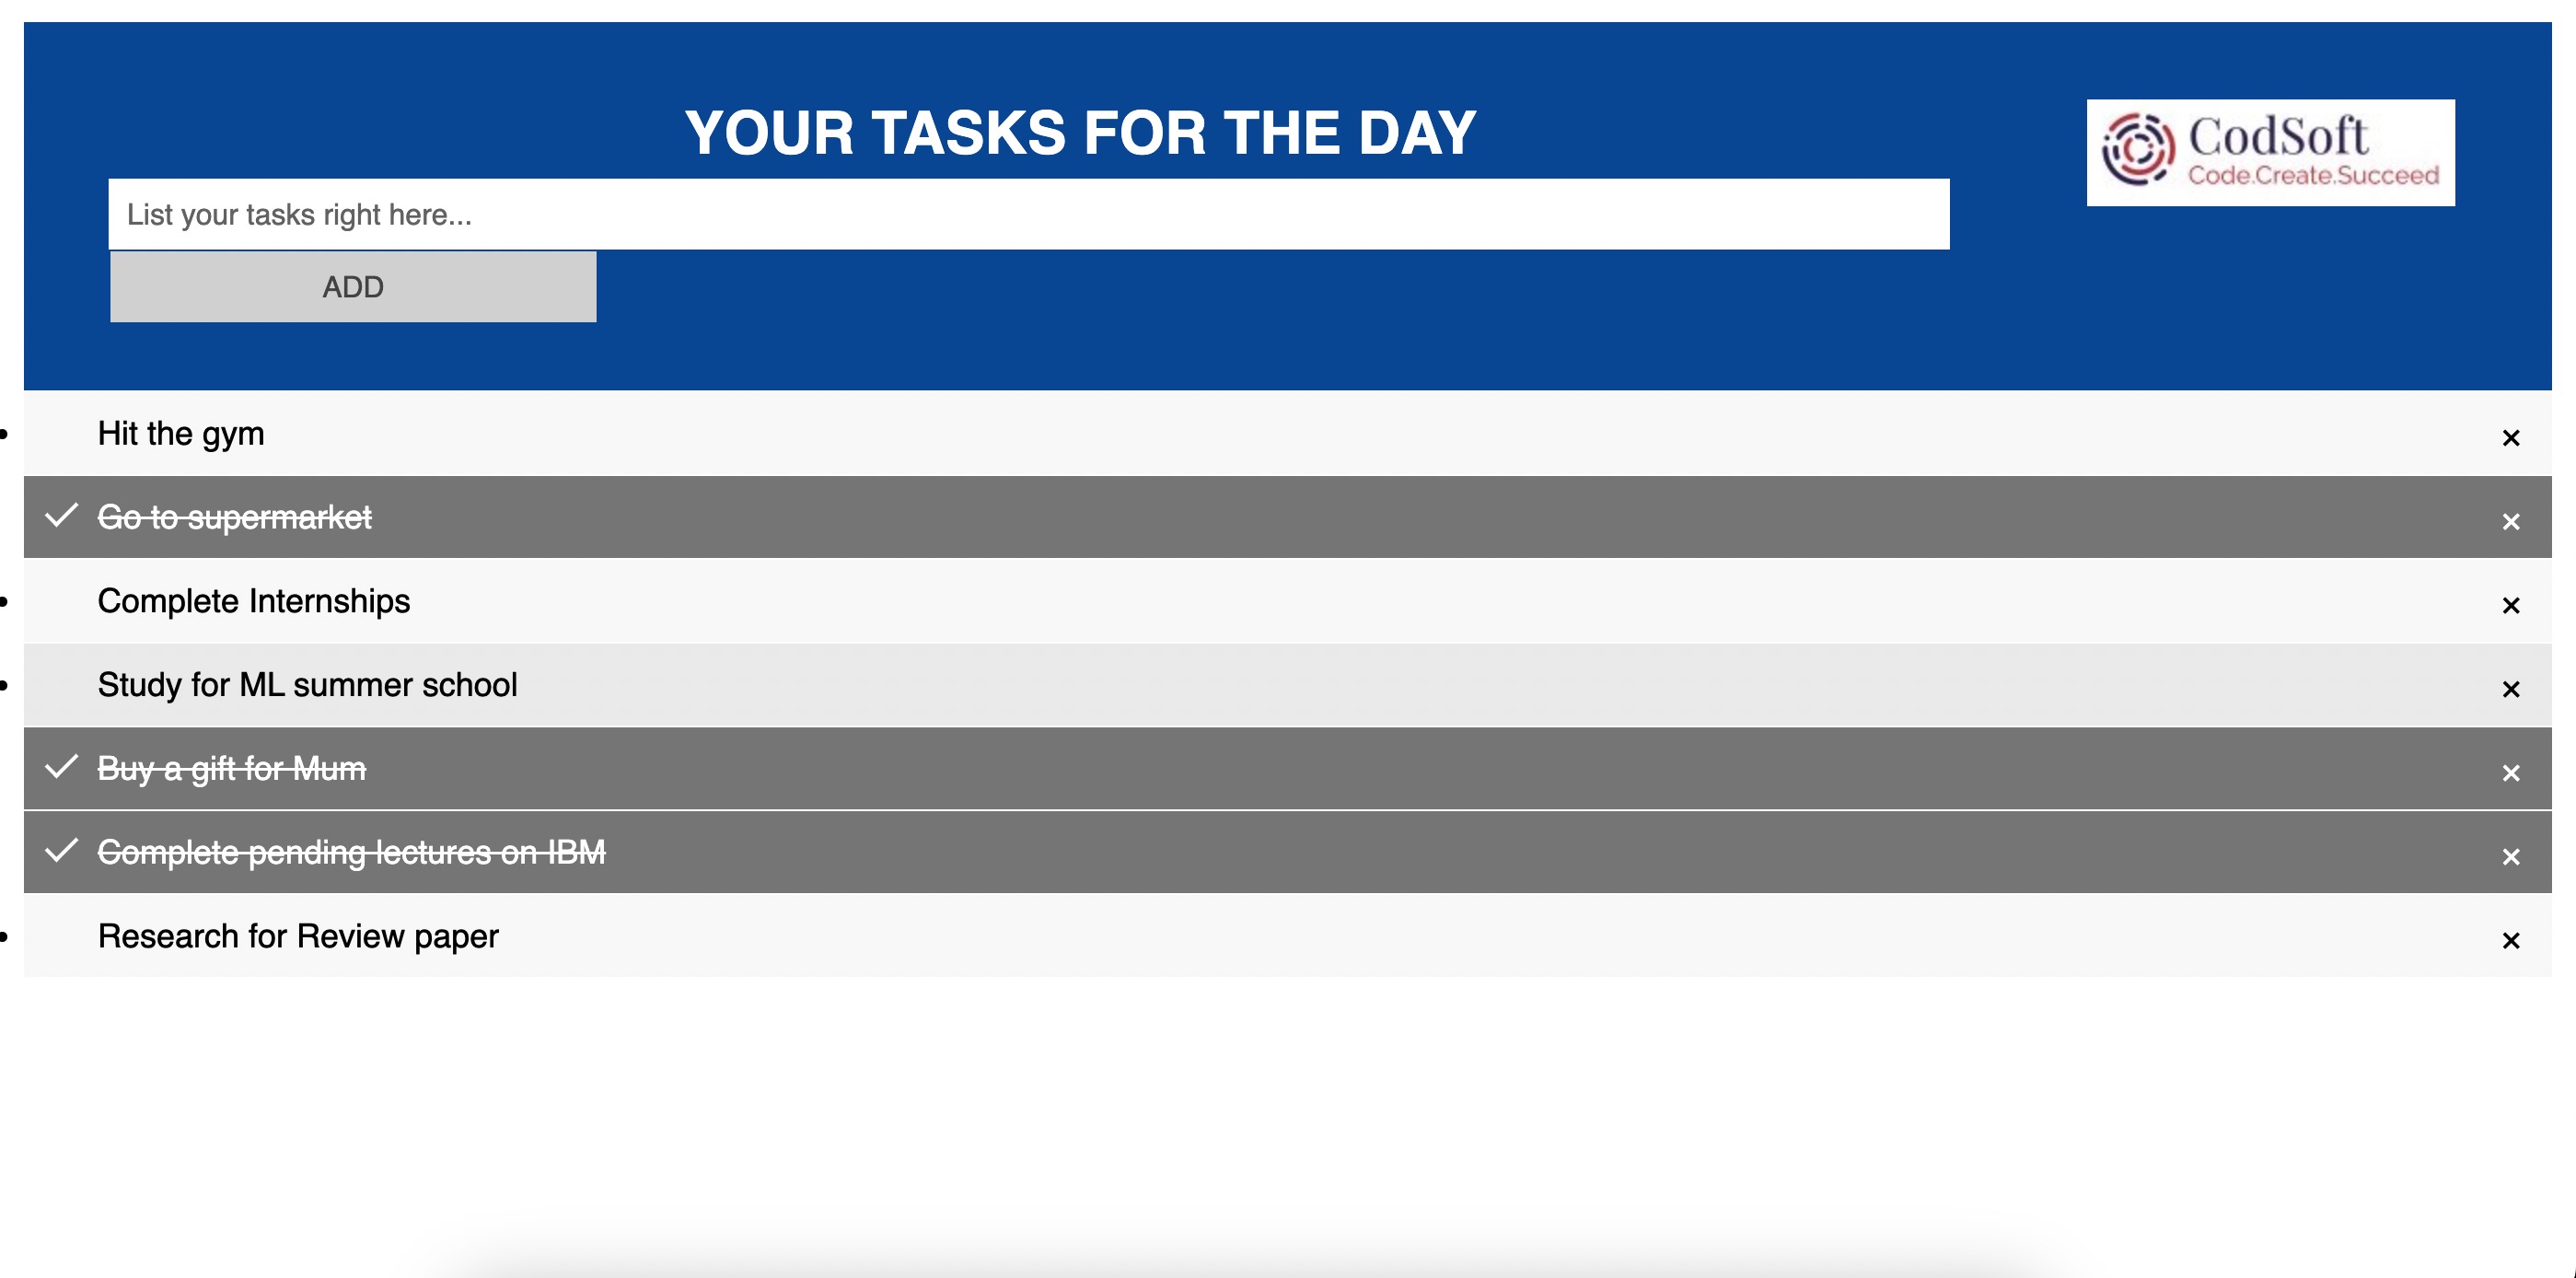 YOUR TASKS FOR THE DAY
CodSoft
Code.Create.Succeed
List your tasks right here...
ADD
Hit the gym ×
✓ Go to supermarket ×
Complete Internships ×
Study for ML summer school ×
✓ Buy a gift for Mum ×
✓ Complete pending lectures on IBM ×
Research for Review paper ×